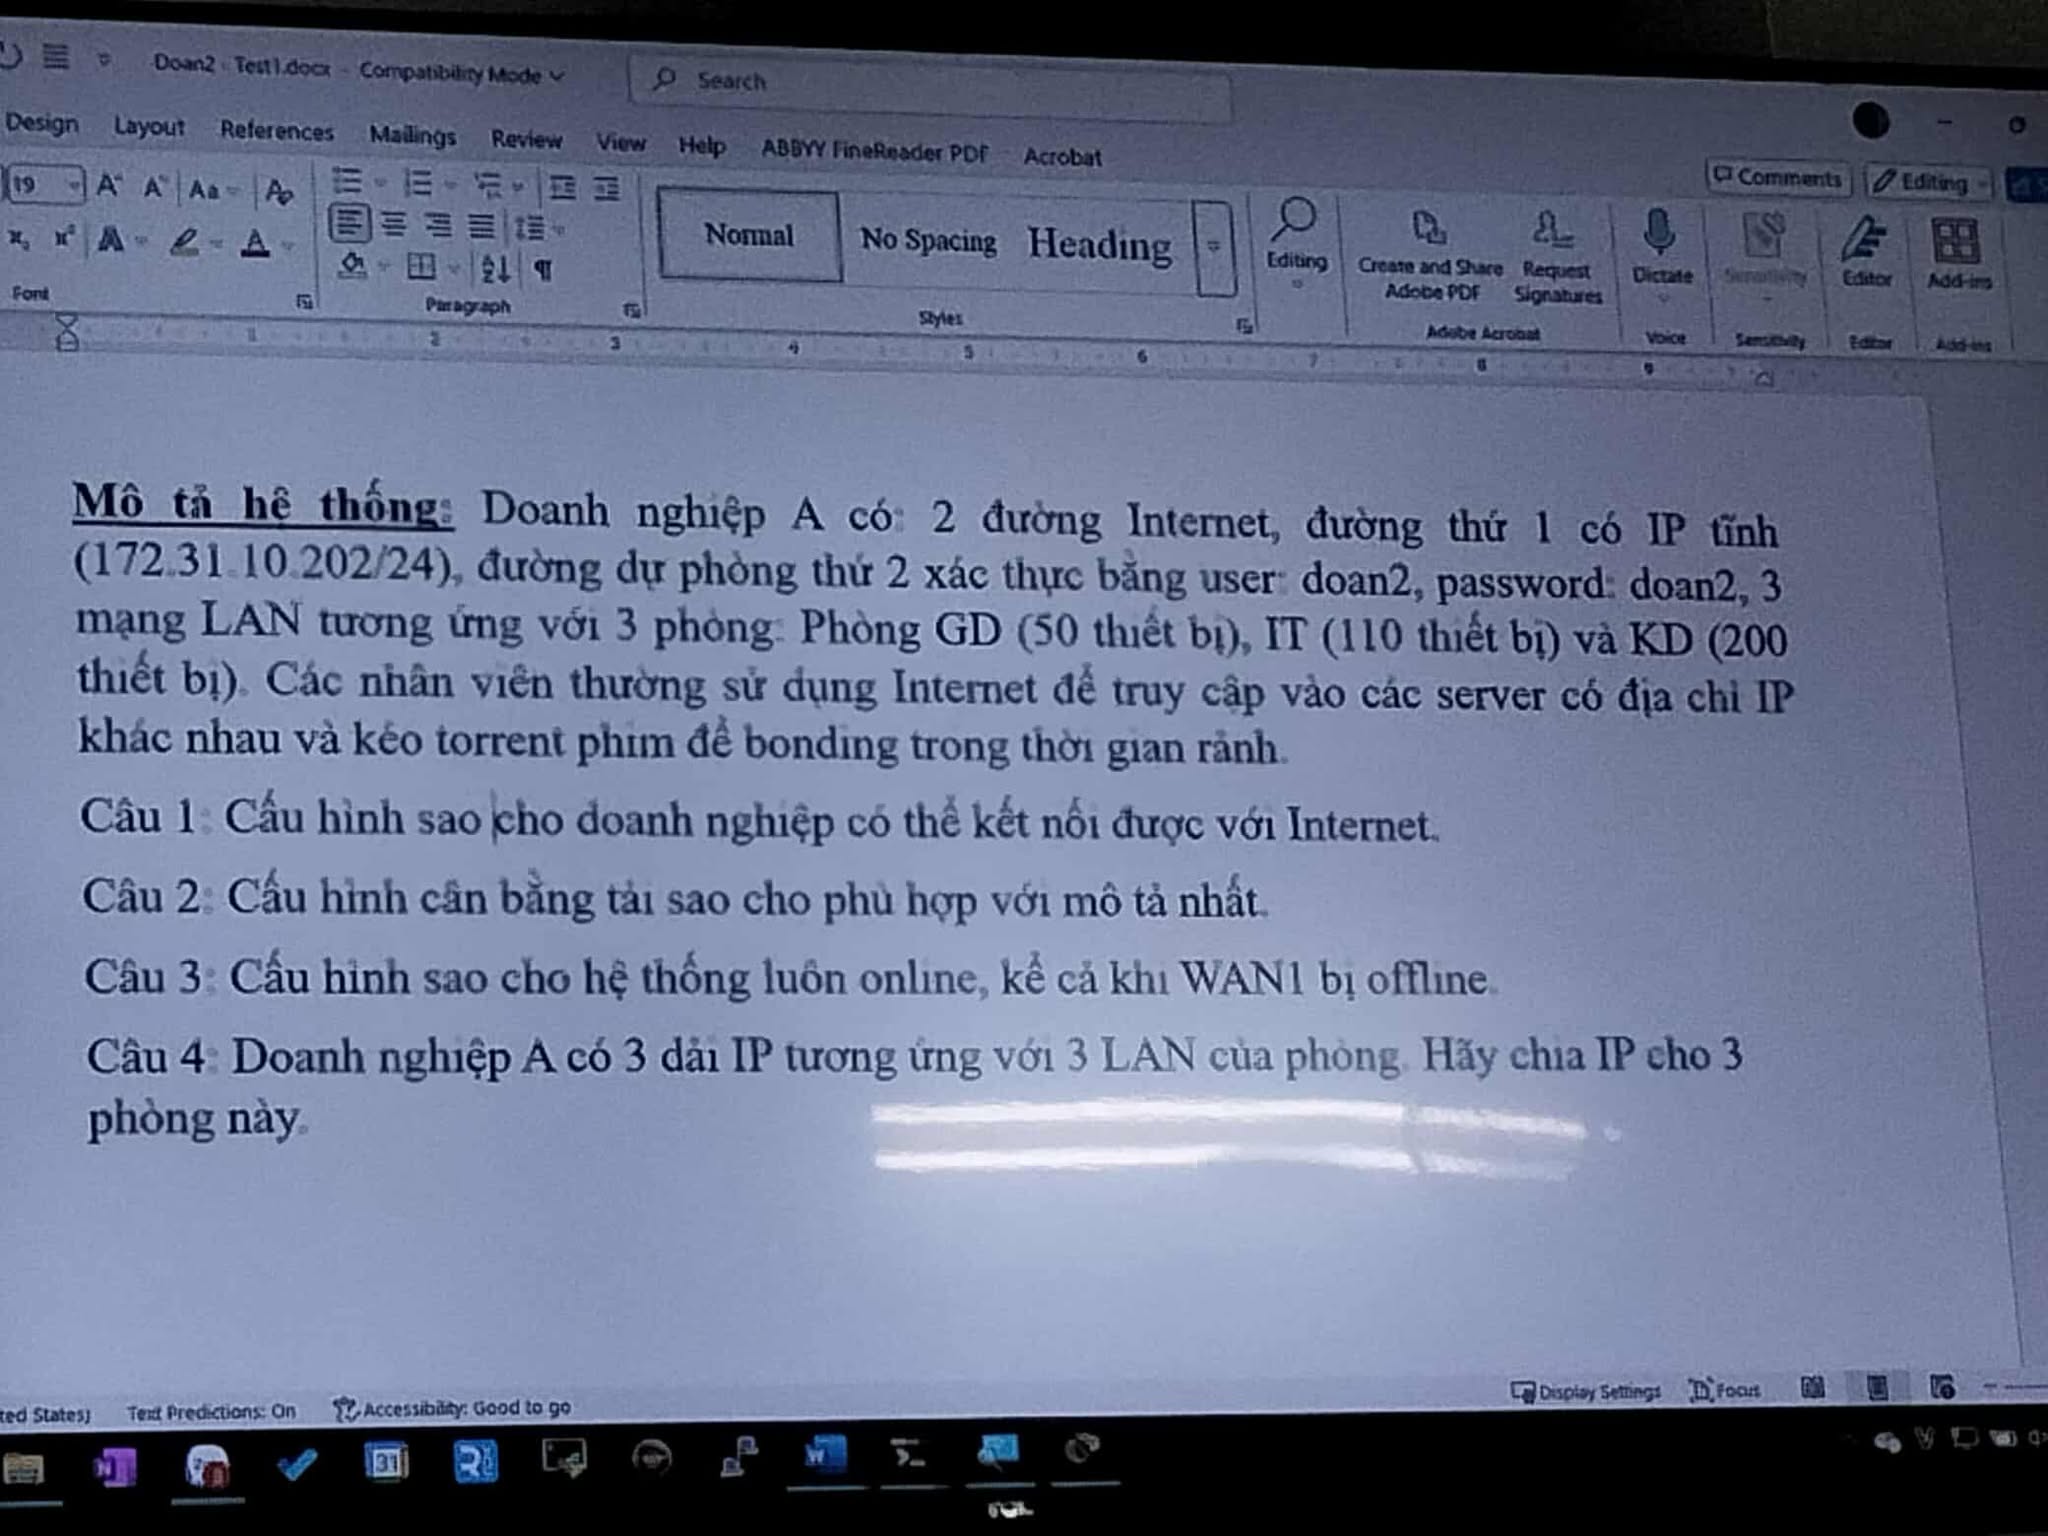 Doan2 - Test1.docx - Compatibility Mode
Search
Design Layout References Mailings Review View Help ABBYY FineReader PDF Acrobat
Comments Editing
19 A A Aa A
Normal No Spacing Heading
Editing
Create and Share Adobe PDF
Request Signatures
Dictate
Sensitivity
Editor
Add-ins
Font Paragraph Styles Adobe Acrobat Voice Sensitivity Editor Add-ins
1 2 3 4 5 6 7 8 9
Mô tả hệ thống: Doanh nghiệp A có: 2 đường Internet, đường thứ 1 có IP tĩnh
(172.31.10.202/24), đường dự phòng thứ 2 xác thực bằng user: doan2, password: doan2, 3
mạng LAN tương ứng với 3 phòng: Phòng GD (50 thiết bị), IT (110 thiết bị) và KD (200
thiết bị). Các nhân viên thường sử dụng Internet để truy cập vào các server có địa chỉ IP
khác nhau và kéo torrent phim để bonding trong thời gian rảnh.
Câu 1: Cấu hình sao cho doanh nghiệp có thể kết nối được với Internet.
Câu 2: Cấu hình cân bằng tải sao cho phù hợp với mô tả nhất.
Câu 3: Cấu hình sao cho hệ thống luôn online, kể cả khi WAN1 bị offline.
Câu 4: Doanh nghiệp A có 3 dải IP tương ứng với 3 LAN của phòng. Hãy chia IP cho 3
phòng này.
Display Settings Focus
ted States) Text Predictions: On Accessibility: Good to go
31